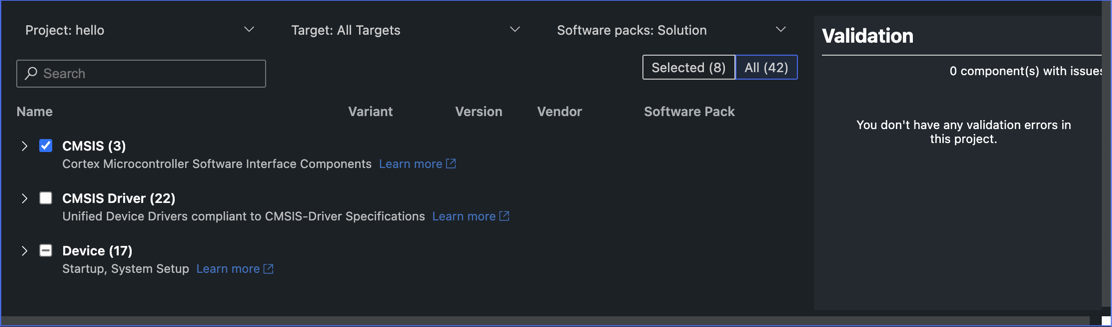 Project: hello
Target: All Targets
Software packs: Solution
Validation
Search
Selected (8)
All (42)
0 component(s) with issues
Name
Variant
Version
Vendor
Software Pack
You don't have any validation errors in
this project.
CMSIS (3)
Cortex Microcontroller Software Interface Components Learn more
CMSIS Driver (22)
Unified Device Drivers compliant to CMSIS-Driver Specifications Learn more
Device (17)
Startup, System Setup Learn more